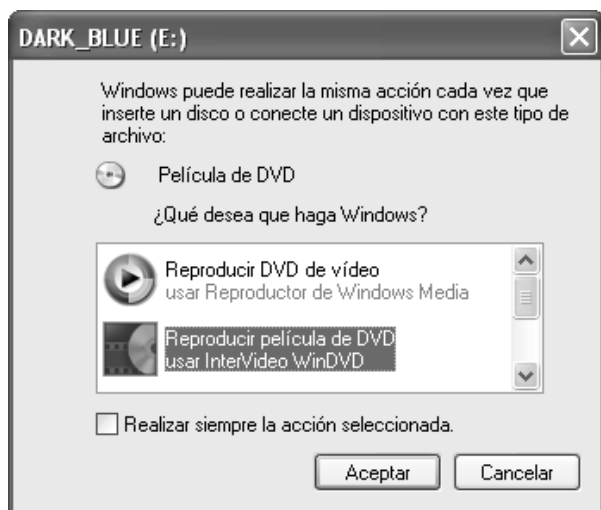 DARK_BLUE (E:)
Windows puede realizar la misma acción cada vez que
inserte un disco o conecte un dispositivo con este tipo de
archivo:
Película de DVD
¿Qué desea que haga Windows?
Reproducir DVD de vídeo
usar Reproductor de Windows Media
Reproducir película de DVD
usar InterVideo WinDVD
Realizar siempre la acción seleccionada.
Aceptar
Cancelar